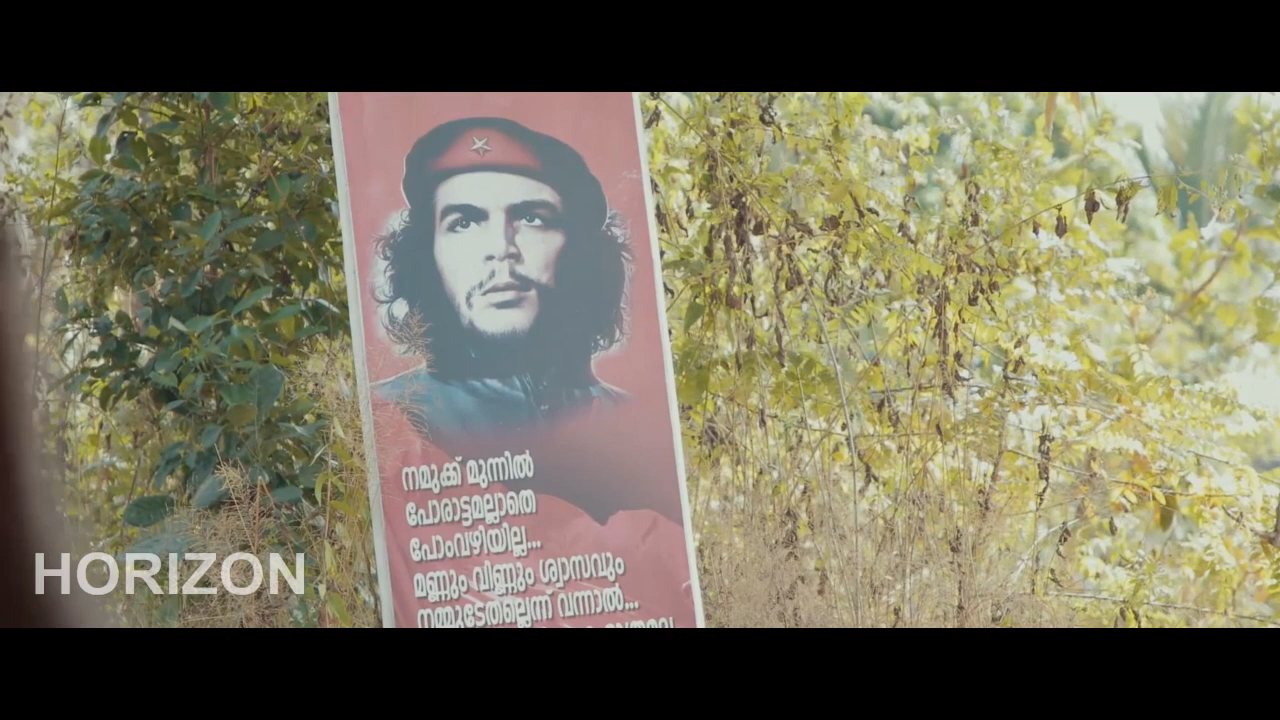 നമുക്ക് മുന്നിൽ
പോരാട്ടമല്ലാതെ
പോംവഴിയില്ല...
മണ്ണും വിണ്ണും ശ്വാസവും
നമ്മുടേതല്ലെന്ന് വന്നാൽ...
HORIZON